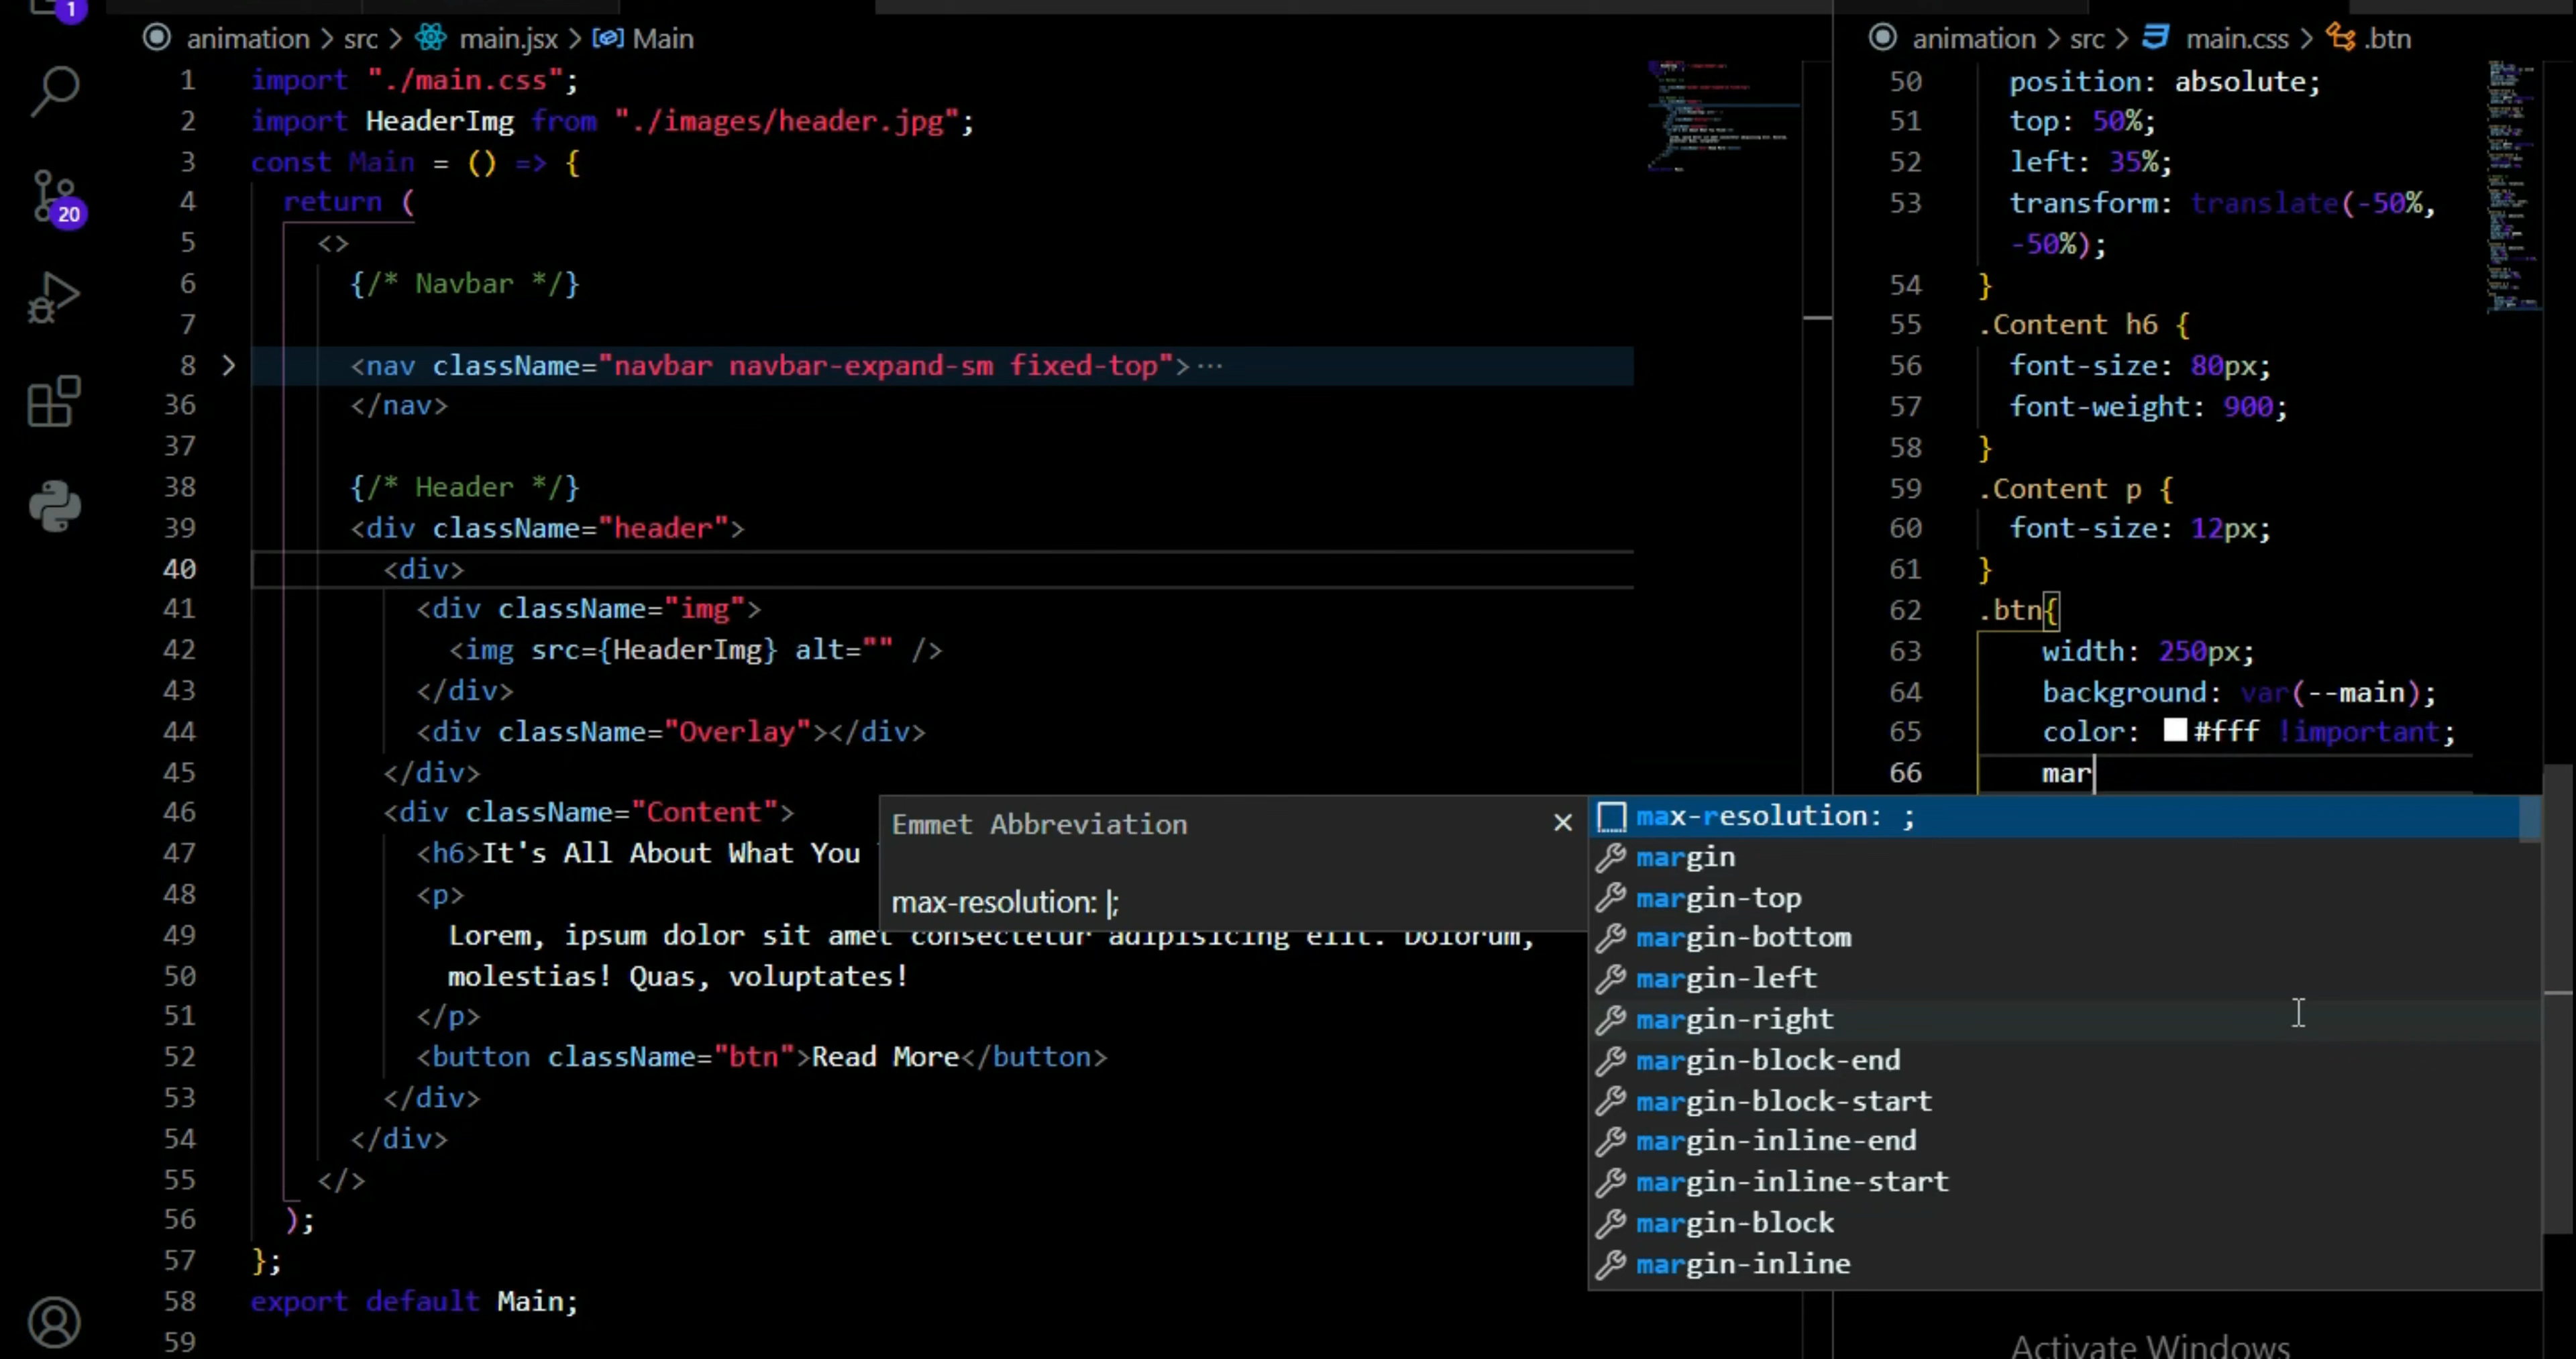 1
animation > src > main.jsx > Main
1 import "./main.css";
2 import HeaderImg from "./images/header.jpg";
3 const Main = () => {
4 return (
5 <>
6 {/* Navbar */}
7
8 > <nav className="navbar navbar-expand-sm fixed-top">···
36 </nav>
37
38 {/* Header */}
39 <div className="header">
40 <div>
41 <div className="img">
42 <img src={HeaderImg} alt="" />
43 </div>
44 <div className="Overlay"></div>
45 </div>
46 <div className="Content">
47 <h6>It's All About What You
48 <p>
49 Lorem, ipsum dolor sit amet consectetur adipisicing elit. Dolorum,
50 molestias! Quas, voluptates!
51 </p>
52 <button className="btn">Read More</button>
53 </div>
54 </div>
55 </>
56 );
57 };
58 export default Main;
59
20
Emmet Abbreviation
max-resolution: |;
animation > src > main.css > .btn
50 position: absolute;
51 top: 50%;
52 left: 35%;
53 transform: translate(-50%,
-50%);
54 }
55 .Content h6 {
56 font-size: 80px;
57 font-weight: 900;
58 }
59 .Content p {
60 font-size: 12px;
61 }
62 .btn{
63 width: 250px;
64 background: var(--main);
65 color: #fff !important;
66 mar
max-resolution: ;
margin
margin-top
margin-bottom
margin-left
margin-right
margin-block-end
margin-block-start
margin-inline-end
margin-inline-start
margin-block
margin-inline
Activate Windows